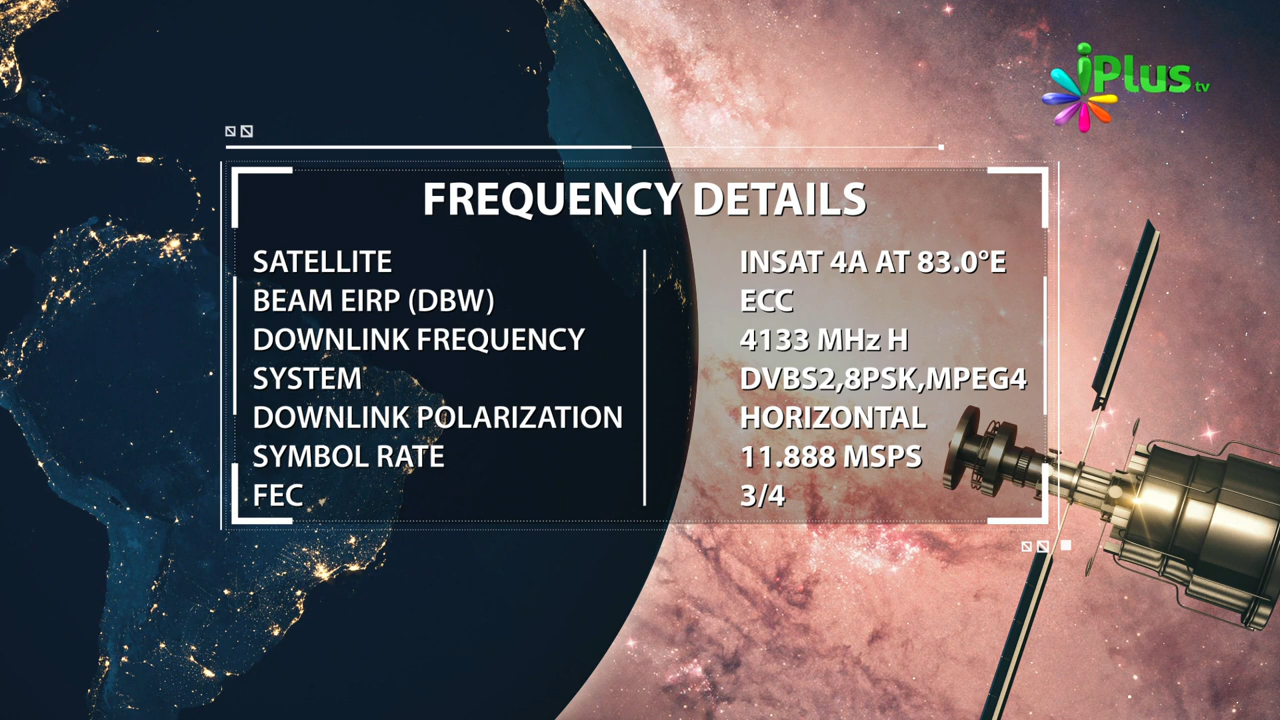 iPlus tv
FREQUENCY DETAILS
SATELLITE INSAT 4A AT 83.0°E
BEAM EIRP (DBW) ECC
DOWNLINK FREQUENCY 4133 MHz H
SYSTEM DVBS2,8PSK,MPEG4
DOWNLINK POLARIZATION HORIZONTAL
SYMBOL RATE 11.888 MSPS
FEC 3/4